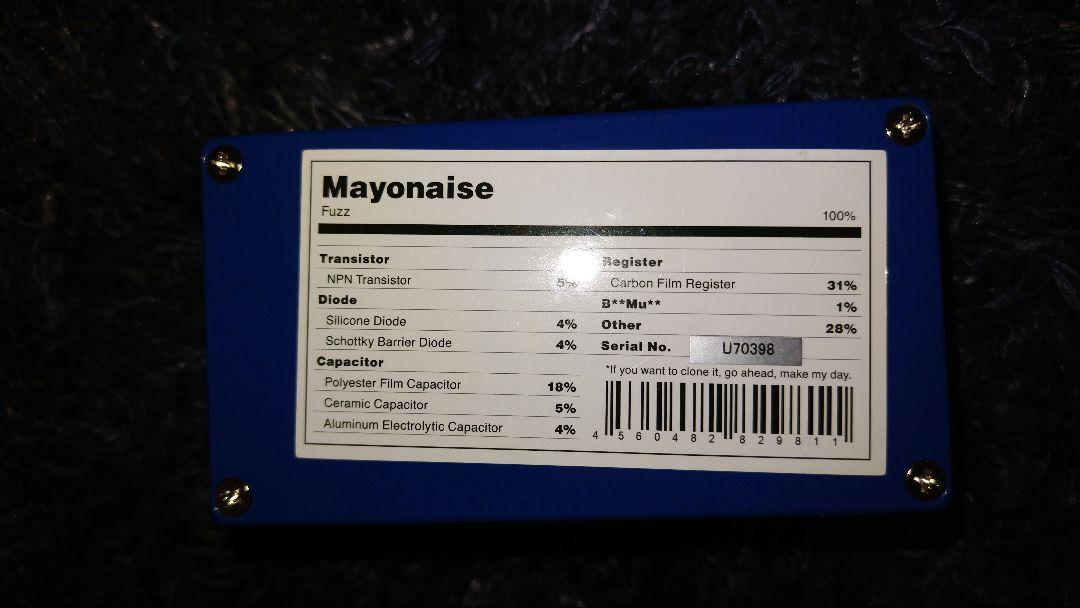 Mayonaise
Fuzz 100%
Transistor
NPN Transistor 5%
Diode
Silicone Diode 4%
Schottky Barrier Diode 4%
Capacitor
Polyester Film Capacitor 18%
Ceramic Capacitor 5%
Aluminum Electrolytic Capacitor 4%
Register
Carbon Film Register 31%
B**Mu** 1%
Other 28%
Serial No. U70398
*If you want to clone it, go ahead, make my day.
4 560482 829811